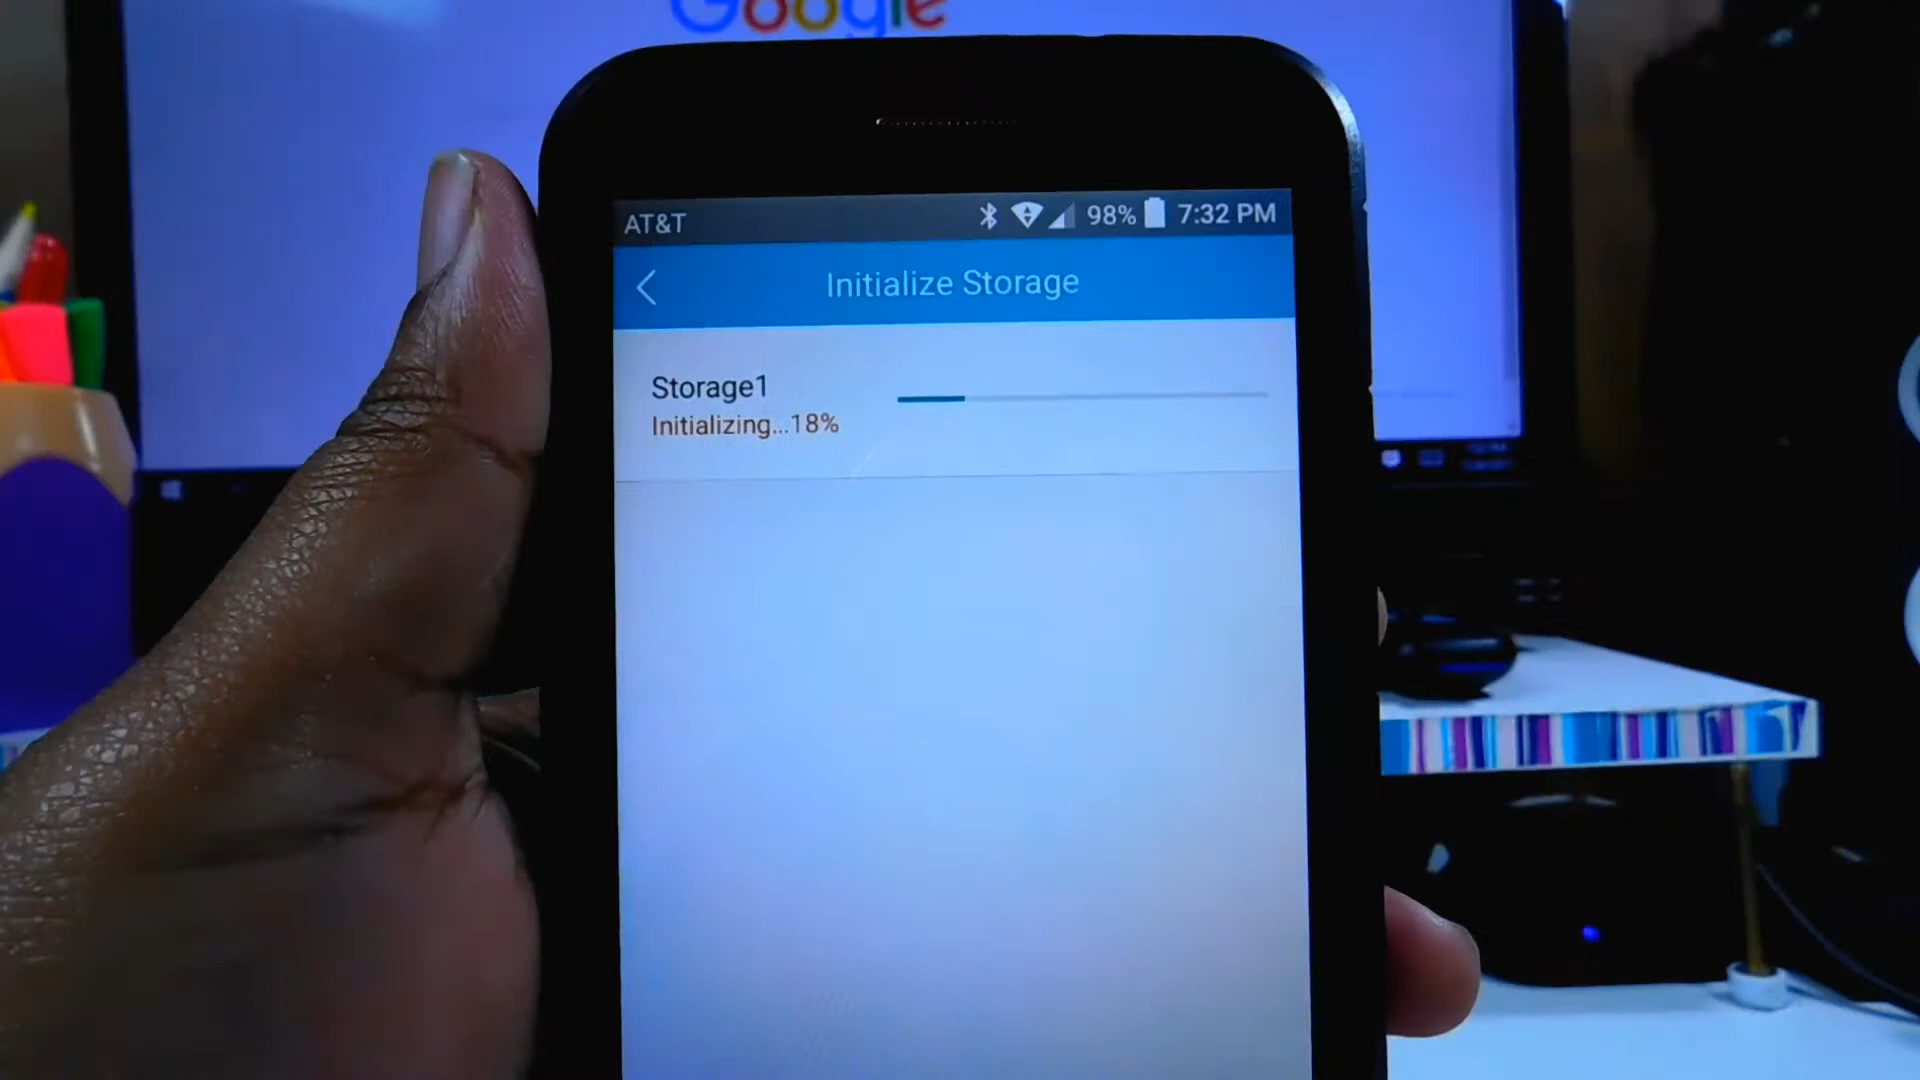 Google
AT&T 98% 7:32 PM
Initialize Storage
Storage1
Initializing...18%